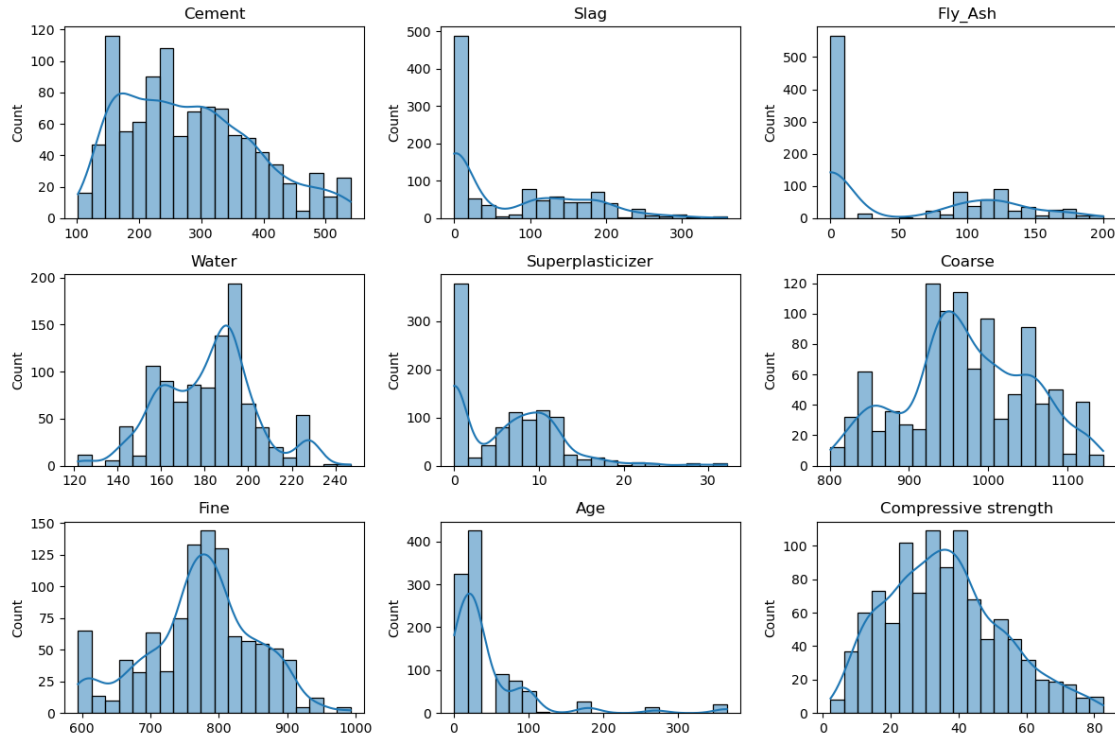 Cement
Count
120
100
80
60
40
20
0
100 200 300 400 500
Slag
Count
500
400
300
200
100
0
0 100 200 300
Fly_Ash
Count
500
400
300
200
100
0
0 50 100 150 200
Water
Count
200
150
100
50
0
120 140 160 180 200 220 240
Superplasticizer
Count
300
200
100
0
0 10 20 30
Coarse
Count
120
100
80
60
40
20
0
800 900 1000 1100
Fine
Count
150
125
100
75
50
25
0
600 700 800 900 1000
Age
Count
400
300
200
100
0
0 100 200 300
Compressive strength
Count
100
80
60
40
20
0
0 20 40 60 80